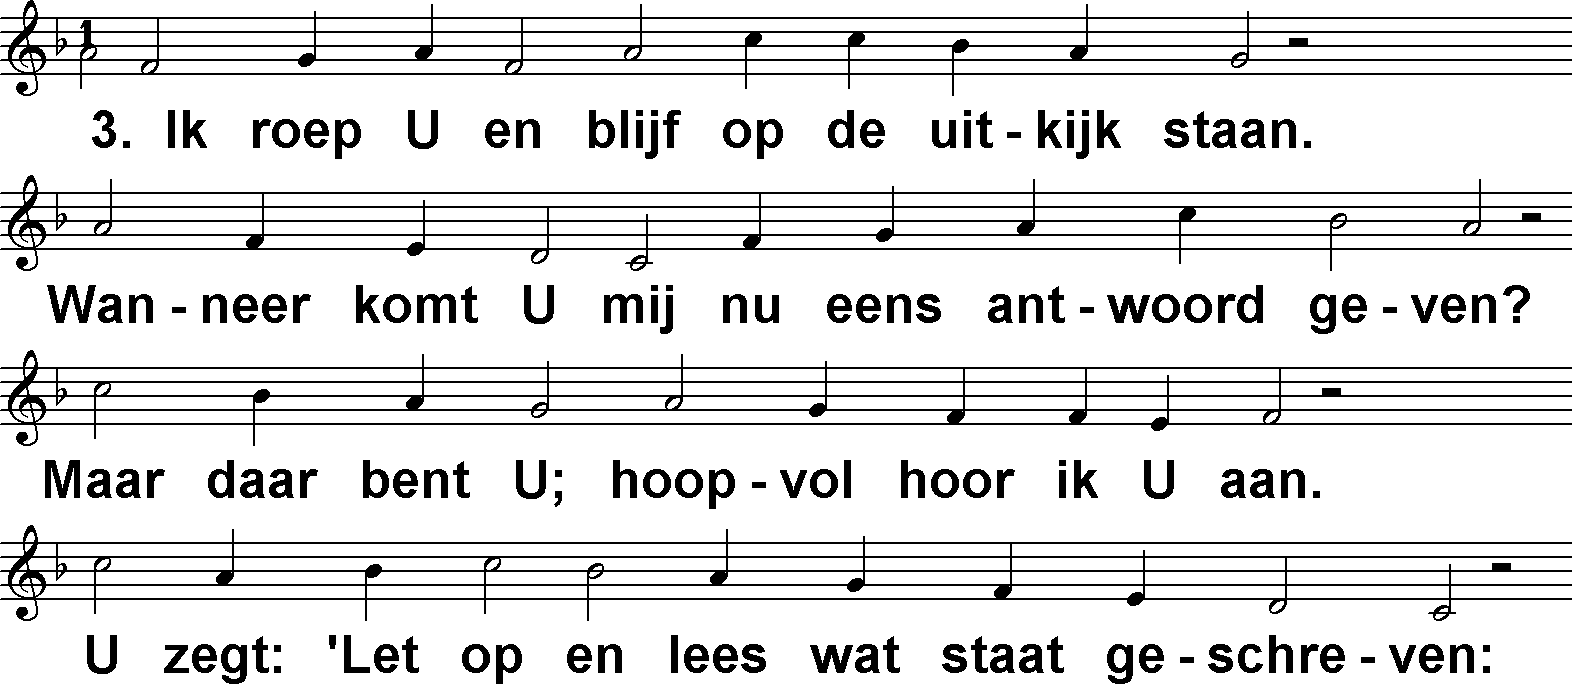 1
3. Ik roep U en blijf op de uit - kijk staan.
Wan - neer komt U mij nu eens ant - woord ge - ven?
Maar daar bent U; hoop - vol hoor ik U aan.
U zegt: 'Let op en lees wat staat ge - schre - ven: